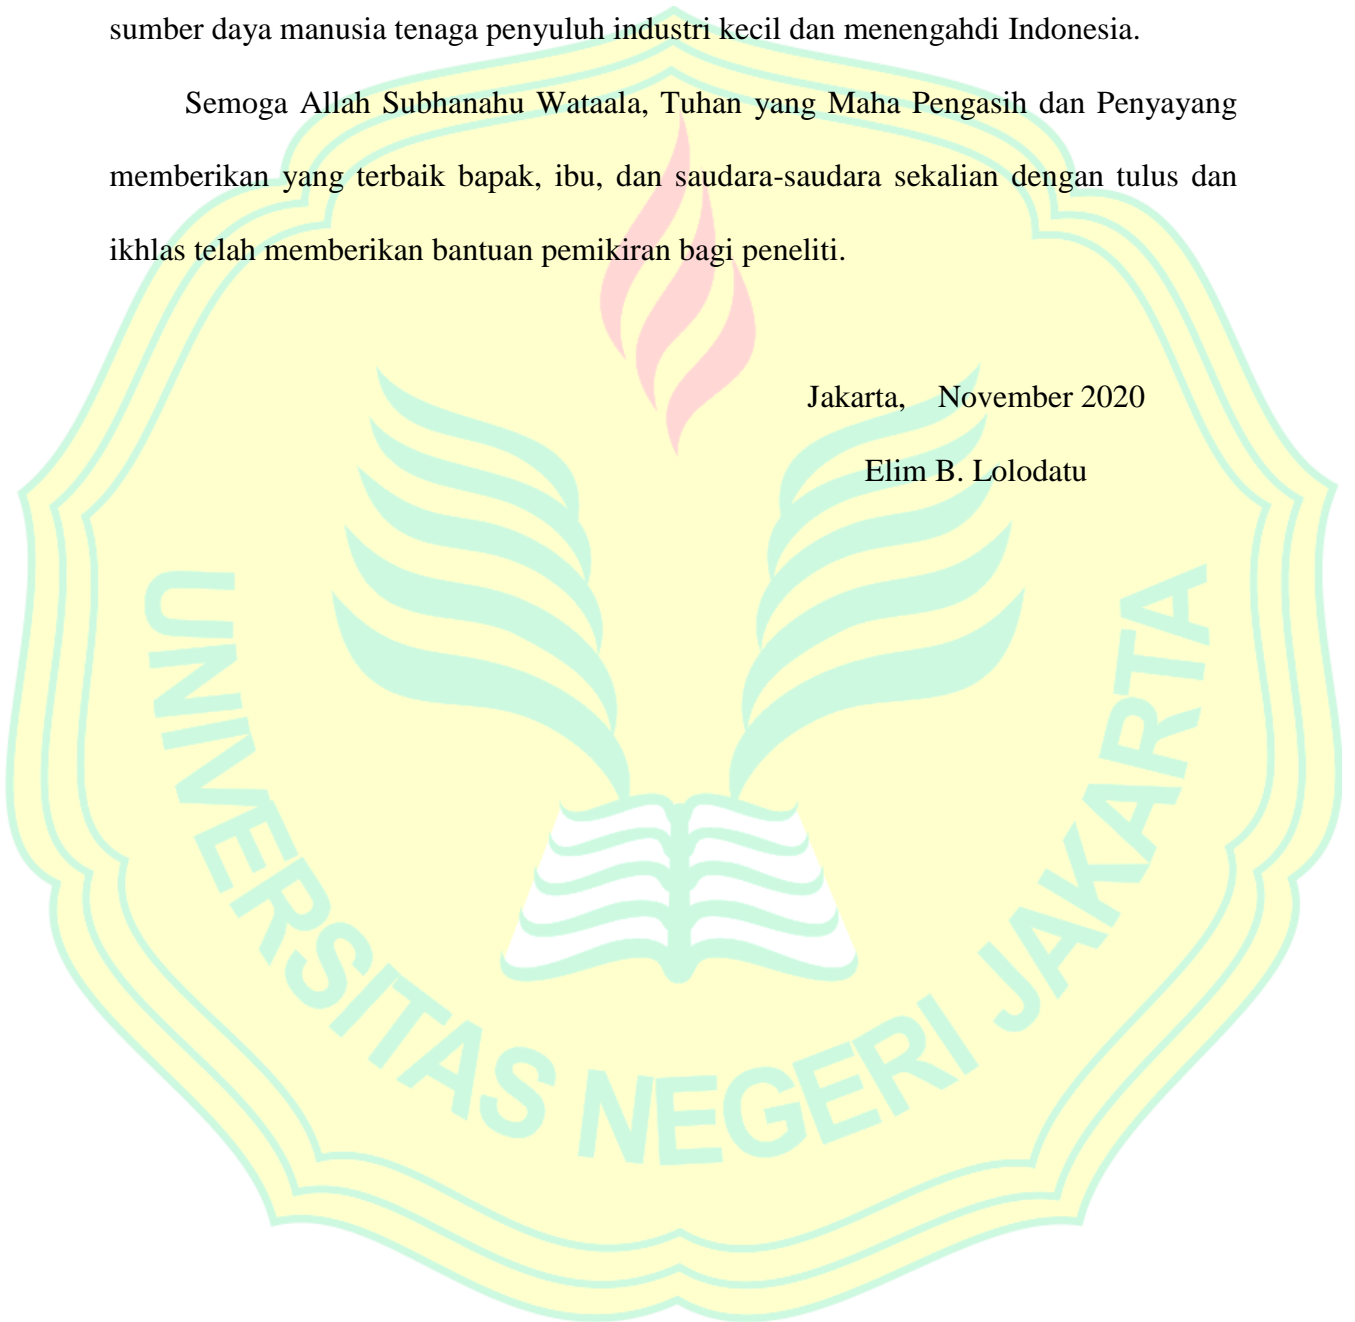 sumber daya manusia tenaga penyuluh industri kecil dan menengahdi Indonesia.
Semoga Allah Subhanahu Wataala, Tuhan yang Maha Pengasih dan Penyayang
memberikan yang terbaik bapak, ibu, dan saudara-saudara sekalian dengan tulus dan
ikhlas telah memberikan bantuan pemikiran bagi peneliti.
Jakarta, November 2020
Elim B. Lolodatu
UNIVERSITAS NEGERI JAKARTA